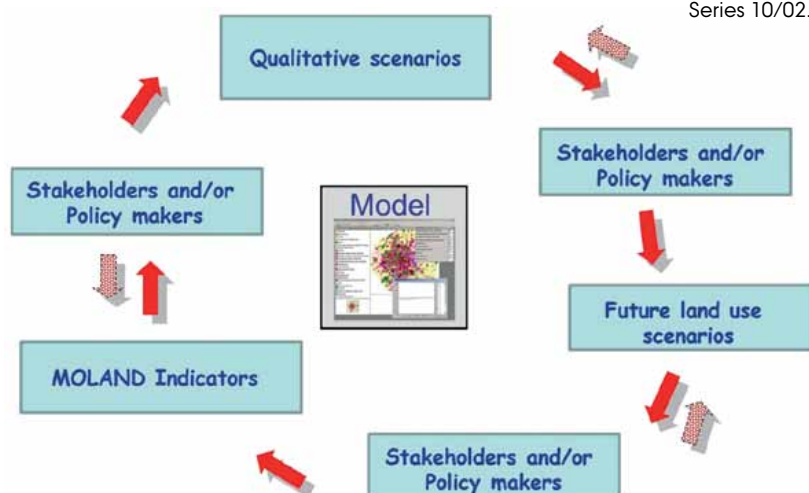 Series 10/02.
Qualitative scenarios
Stakeholders and/or
Policy makers
Stakeholders and/or
Policy makers
Model
Future land use
scenarios
MOLAND Indicators
Stakeholders and/or
Policy makers